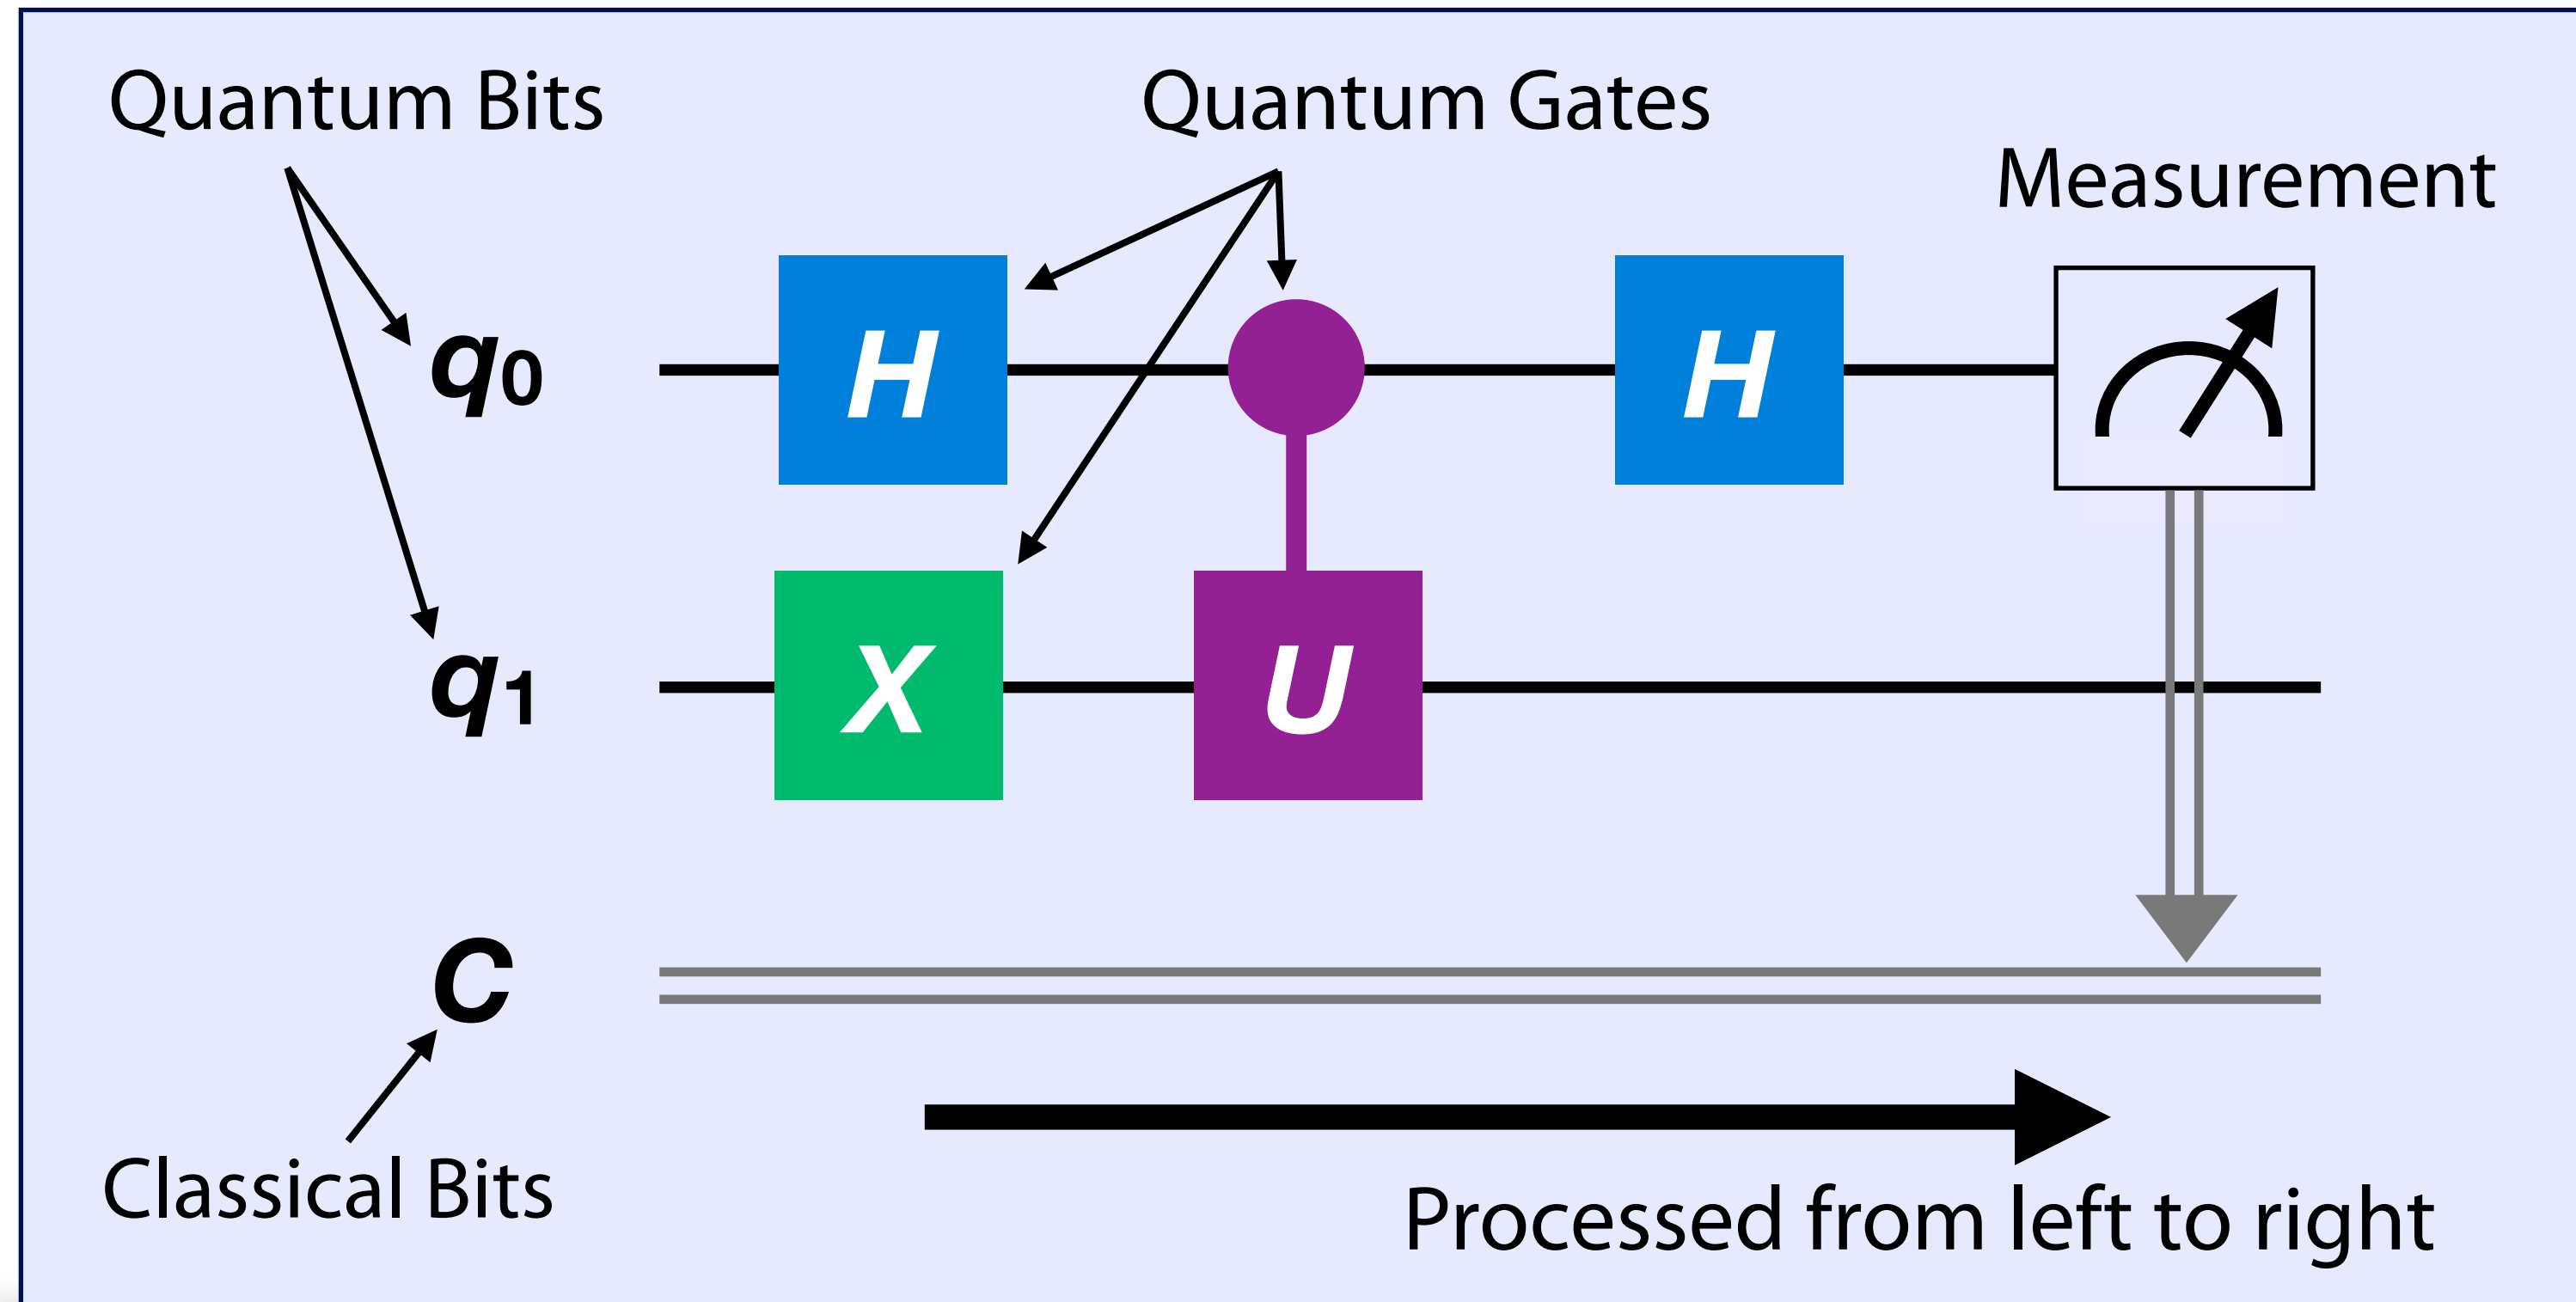 Quantum Bits
Quantum Gates
Measurement
q0
H
H
q1
X
U
C
Classical Bits
Processed from left to right